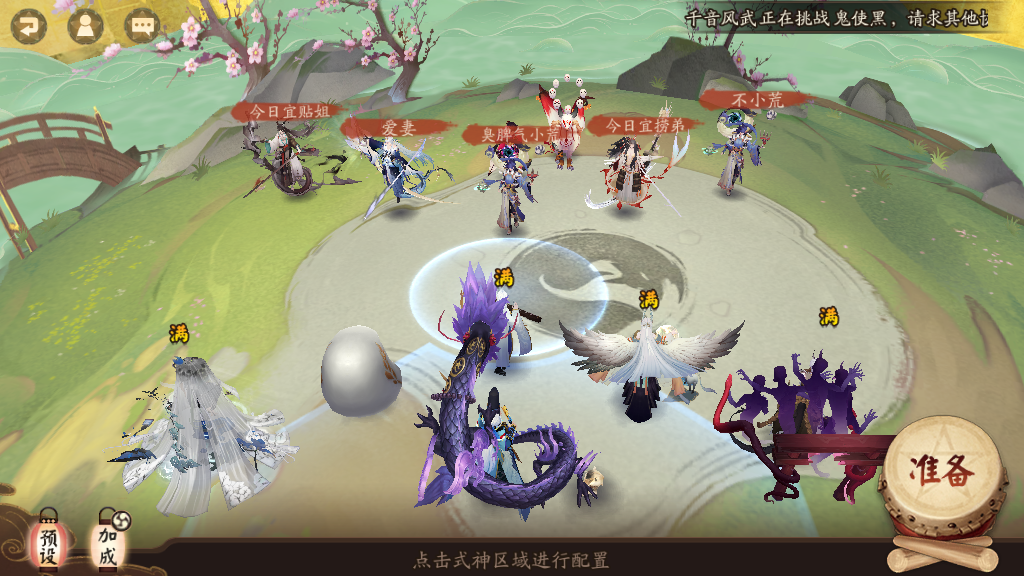 千音风武正在挑战鬼使黑，请求其他
今日宜贴姐
爱妻
臭脾气小荒
今日宜捞弟
不小荒
满
满
满
满
准备
预设
加成
点击式神区域进行配置